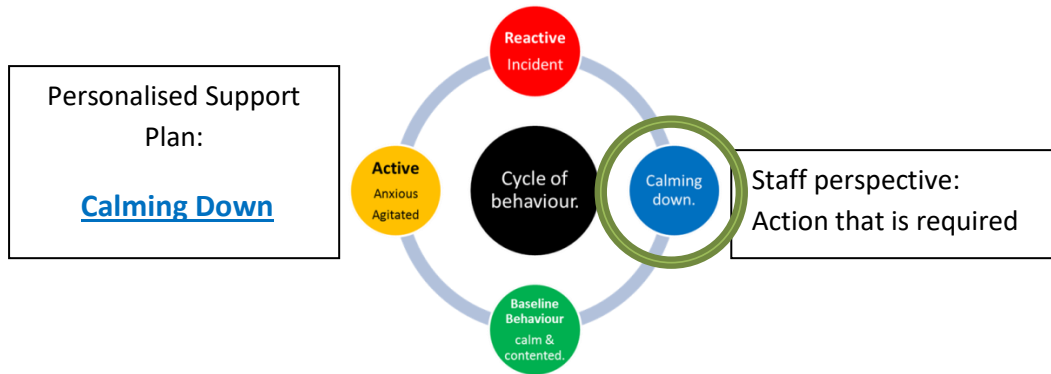 Personalised Support
Plan:
Calming Down
Reactive
Incident
Active
Anxious
Agitated
Cycle of
behaviour.
Calming
down.
Baseline
Behaviour
calm &
contented.
Staff perspective:
Action that is required